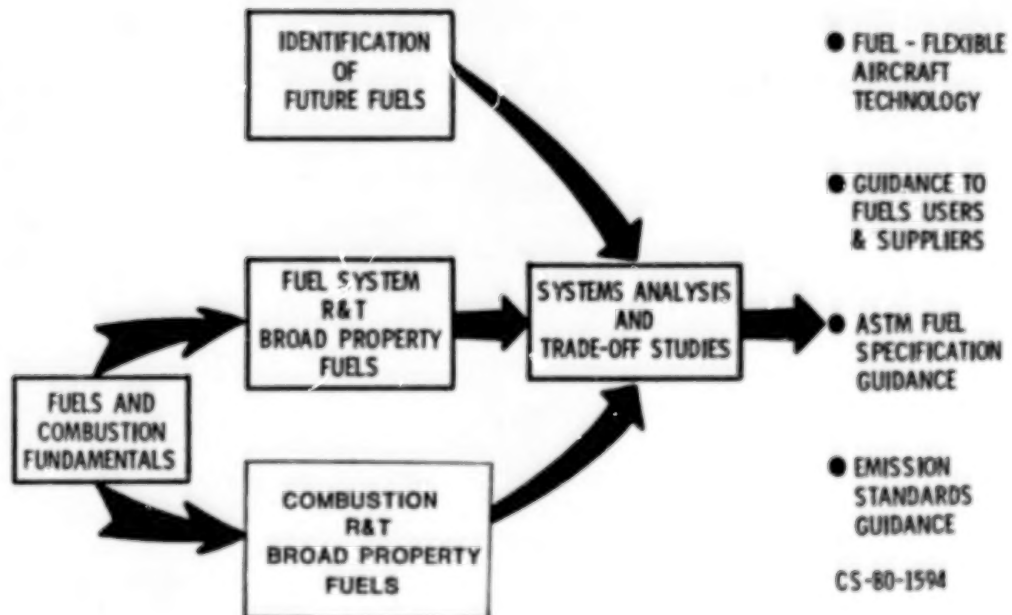 IDENTIFICATION
OF
FUTURE FUELS
FUEL SYSTEM
R&T
BROAD PROPERTY
FUELS
FUELS AND
COMBUSTION
FUNDAMENTALS
COMBUSTION
R&T
BROAD PROPERTY
FUELS
SYSTEMS ANALYSIS
AND
TRADE-OFF STUDIES
● FUEL - FLEXIBLE
AIRCRAFT
TECHNOLOGY
● GUIDANCE TO
FUELS USERS
& SUPPLIERS
● ASTM FUEL
SPECIFICATION
GUIDANCE
● EMISSION
STANDARDS
GUIDANCE
CS-80-1594